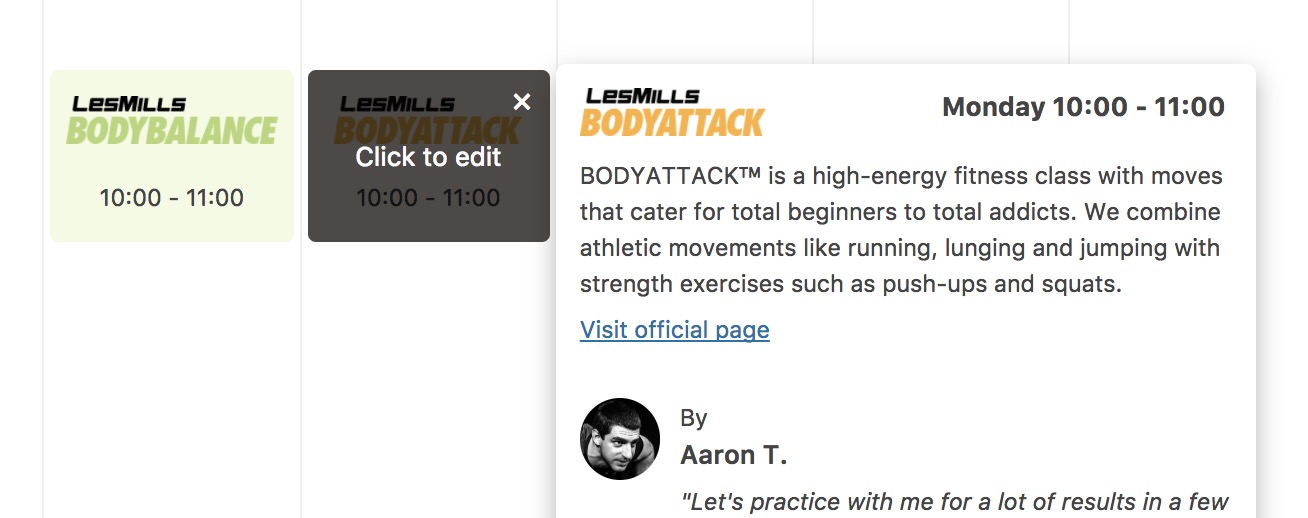 LesMills
BODYBALANCE
10:00 - 11:00
LesMills
BODYATTACK
Click to edit
10:00 - 11:00
LesMills
BODYATTACK
Monday 10:00 - 11:00
BODYATTACK™ is a high-energy fitness class with moves
that cater for total beginners to total addicts. We combine
athletic movements like running, lunging and jumping with
strength exercises such as push-ups and squats.
Visit official page
By
Aaron T.
"Let's practice with me for a lot of results in a few